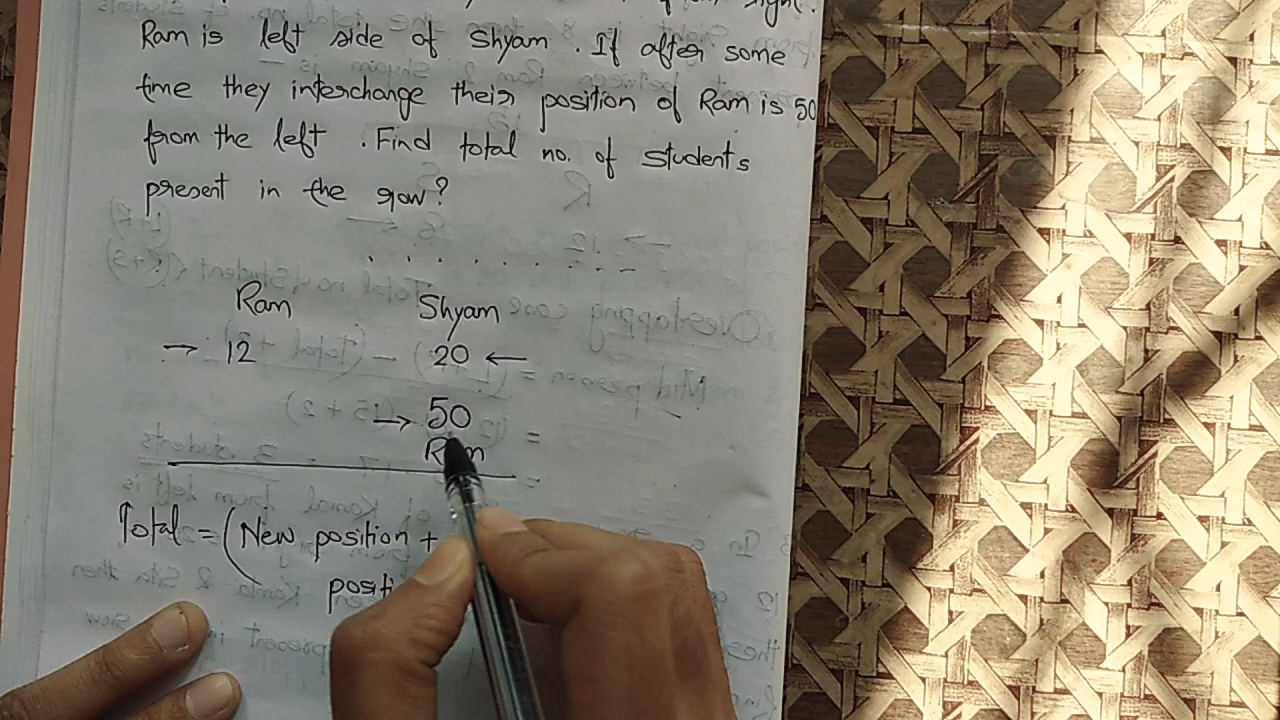 Ram is left side of Shyam . If after some
time they interchange their position of Ram is 50
from the left . Find total no. of students
present in the row?
Ram Shyam
→ 12 20 ←
→ 50
Ram
Total = (New position +
positi